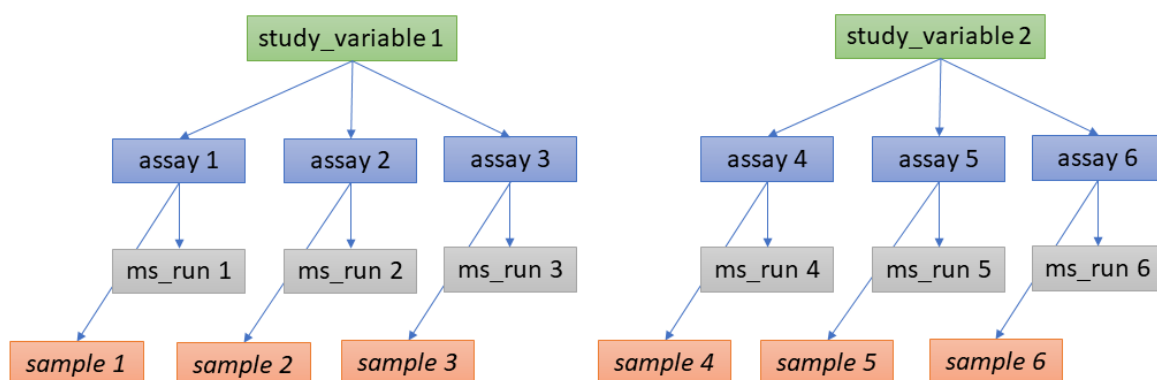 study_variable 1
study_variable 2
assay 1
assay 2
assay 3
assay 4
assay 5
assay 6
ms_run 1
ms_run 2
ms_run 3
ms_run 4
ms_run 5
ms_run 6
sample 1
sample 2
sample 3
sample 4
sample 5
sample 6